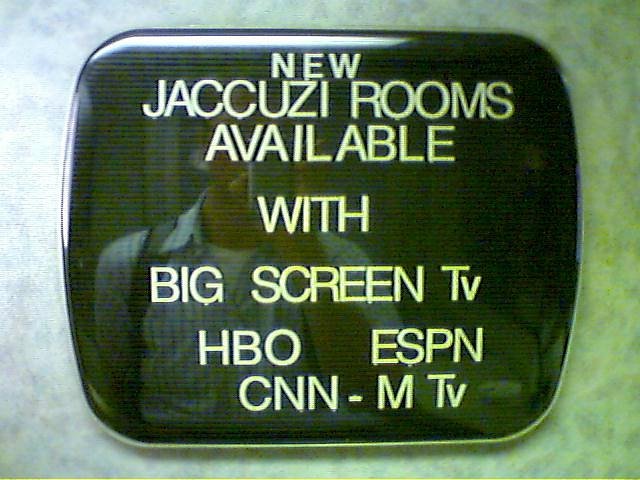 NEW
JACCUZI ROOMS
AVAILABLE
WITH
BIG SCREEN Tv
HBO ESPN
CNN - M Tv